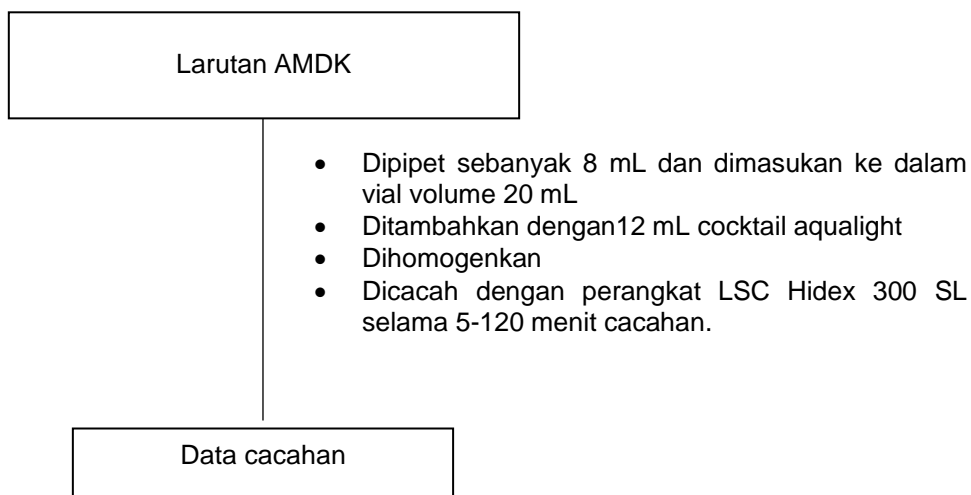 Larutan AMDK
• Dipipet sebanyak 8 mL dan dimasukan ke dalam
vial volume 20 mL
• Ditambahkan dengan12 mL cocktail aqualight
• Dihomogenkan
• Dicacah dengan perangkat LSC Hidex 300 SL
selama 5-120 menit cacahan.
Data cacahan